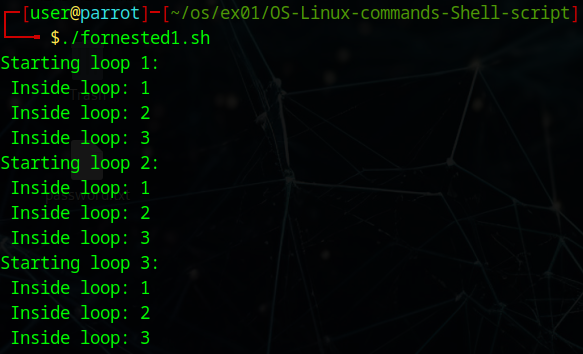 ┌─[user@parrot]─[~/os/ex01/OS-Linux-commands-Shell-script]
└──╼ $./fornested1.sh
Starting loop 1:
 Inside loop: 1
 Inside loop: 2
 Inside loop: 3
Starting loop 2:
 Inside loop: 1
 Inside loop: 2
 Inside loop: 3
Starting loop 3:
 Inside loop: 1
 Inside loop: 2
 Inside loop: 3